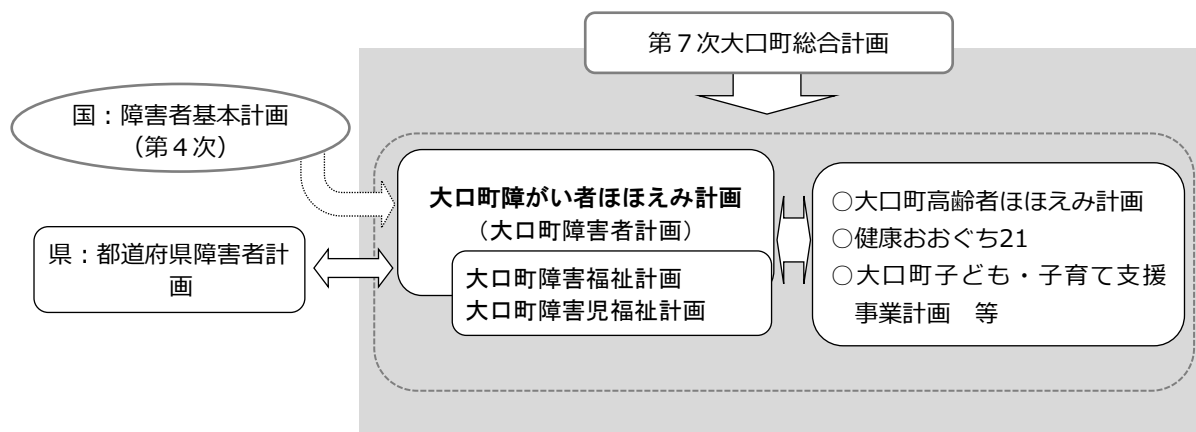 第７次大口町総合計画
国：障害者基本計画
（第４次）
大口町障がい者ほほえみ計画
（大口町障害者計画）
大口町障害福祉計画
大口町障害児福祉計画
県：都道府県障害者計
画
○大口町高齢者ほほえみ計画
○健康おおぐち21
○大口町子ども・子育て支援
事業計画　等